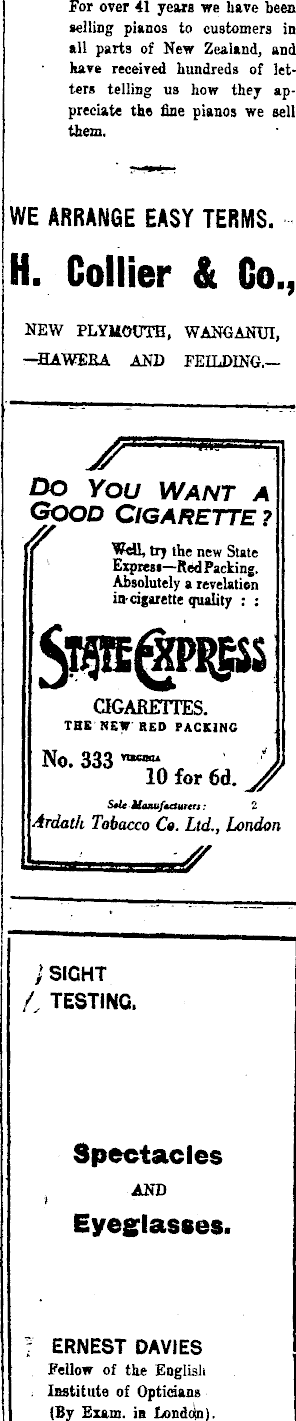 For over 41 years we have been
selling pianos to customers in
all parts of New Zealand, and
have received hundreds of let-
ters telling us how they ap-
preciate the fine pianos we sell
them.
WE ARRANGE EASY TERMS.
H. Collier & Co.,
NEW PLYMOUTH, WANGANUI,
—HAWERA AND FEILDING.—
DO YOU WANT A
GOOD CIGARETTE?
Well, try the new State
Express—Red Packing.
Absolutely a revelation
in cigarette quality : :
STATE EXPRESS
CIGARETTES.
THE NEW RED PACKING
No. 333 VIRGINIA
10 for 6d.
Sole Manufacturers: 2
Ardath Tobacco Co. Ltd., London
SIGHT
TESTING.
Spectacles
AND
Eyeglasses.
ERNEST DAVIES
Fellow of the English
Institute of Opticians
(By Exam. in London).